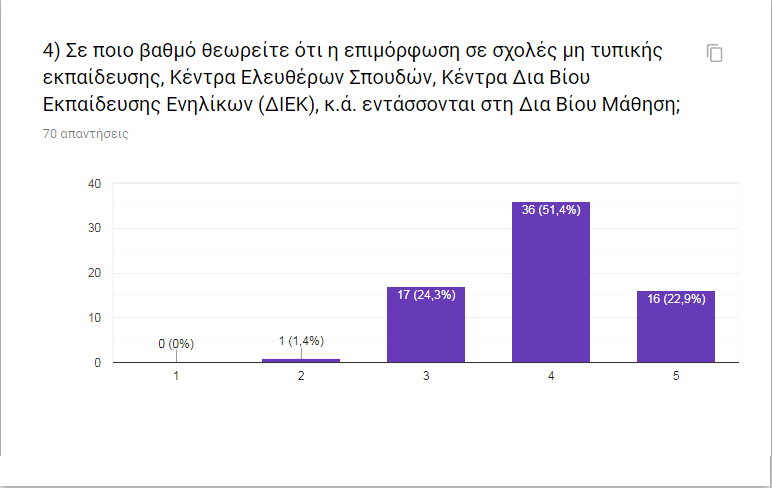 4) Σε ποιο βαθμό θεωρείτε ότι η επιμόρφωση σε σχολές μη τυπικής
εκπαίδευσης, Κέντρα Ελευθέρων Σπουδών, Κέντρα Δια Βίου
Εκπαίδευσης Ενηλίκων (ΔΙΕΚ), κ.ά. εντάσσονται στη Δια Βίου Μάθηση;
70 απαντήσεις
40
30
20
10
0
0 (0%)
1 (1,4%)
17 (24,3%)
36 (51,4%)
16 (22,9%)
1 2 3 4 5